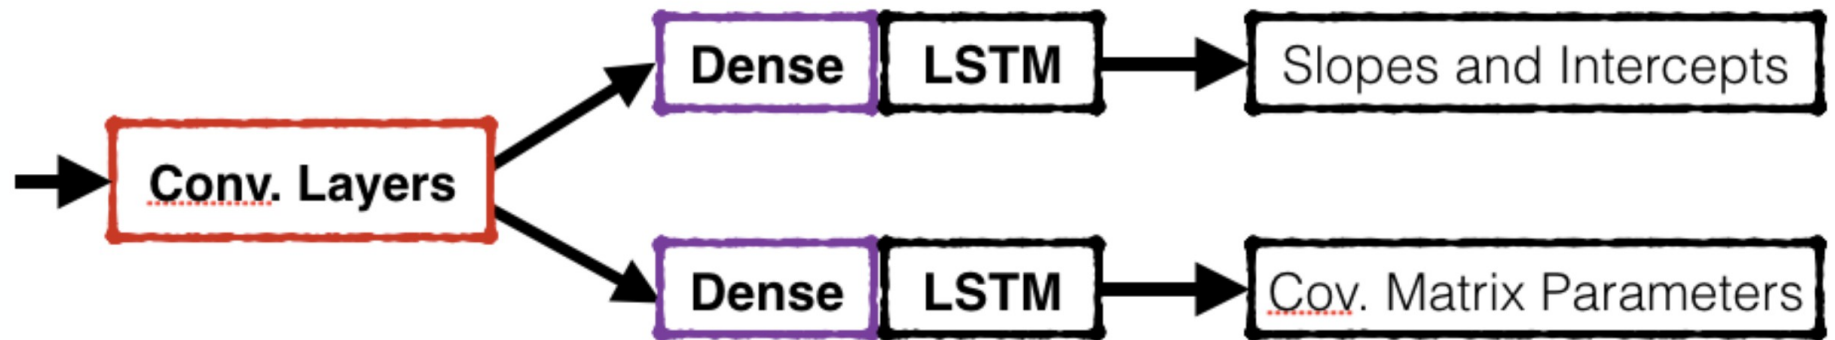 Dense LSTM Slopes and Intercepts
Conv. Layers
Dense LSTM Cov. Matrix Parameters